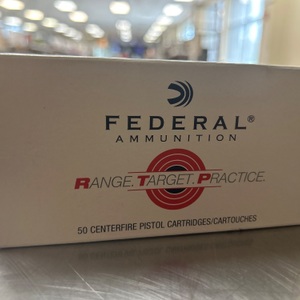 FEDERAL®
AMMUNITION
RANGE. TARGET. PRACTICE.
50 CENTERFIRE PISTOL CARTRIDGES/CARTOUCHES